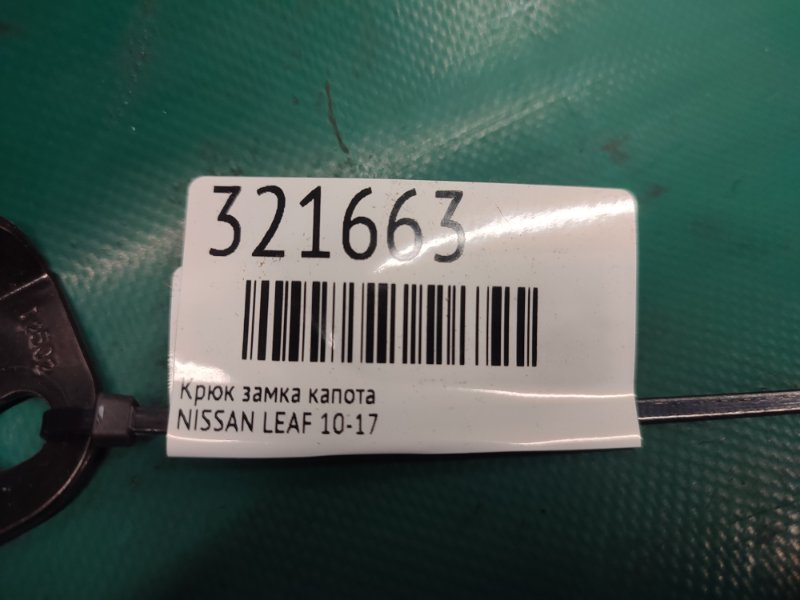 321663
Крюк замка капота
NISSAN LEAF 10-17